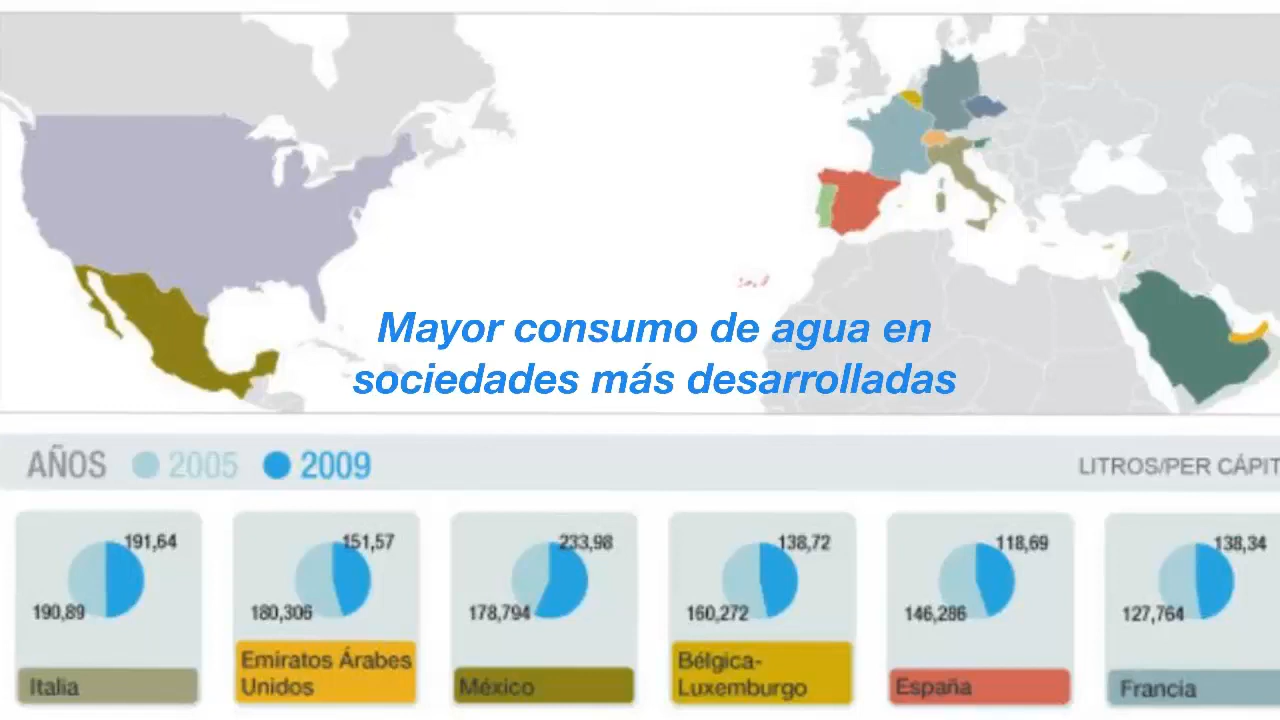 Mayor consumo de agua en
sociedades más desarrolladas
AÑOS 2005 2009
LITROS/PER CÁPIT
191,64
190,89
Italia
151,57
180,306
Emiratos Árabes
Unidos
233,98
178,794
México
138,72
160,272
Bélgica-
Luxemburgo
118,69
146,286
España
138,34
127,764
Francia